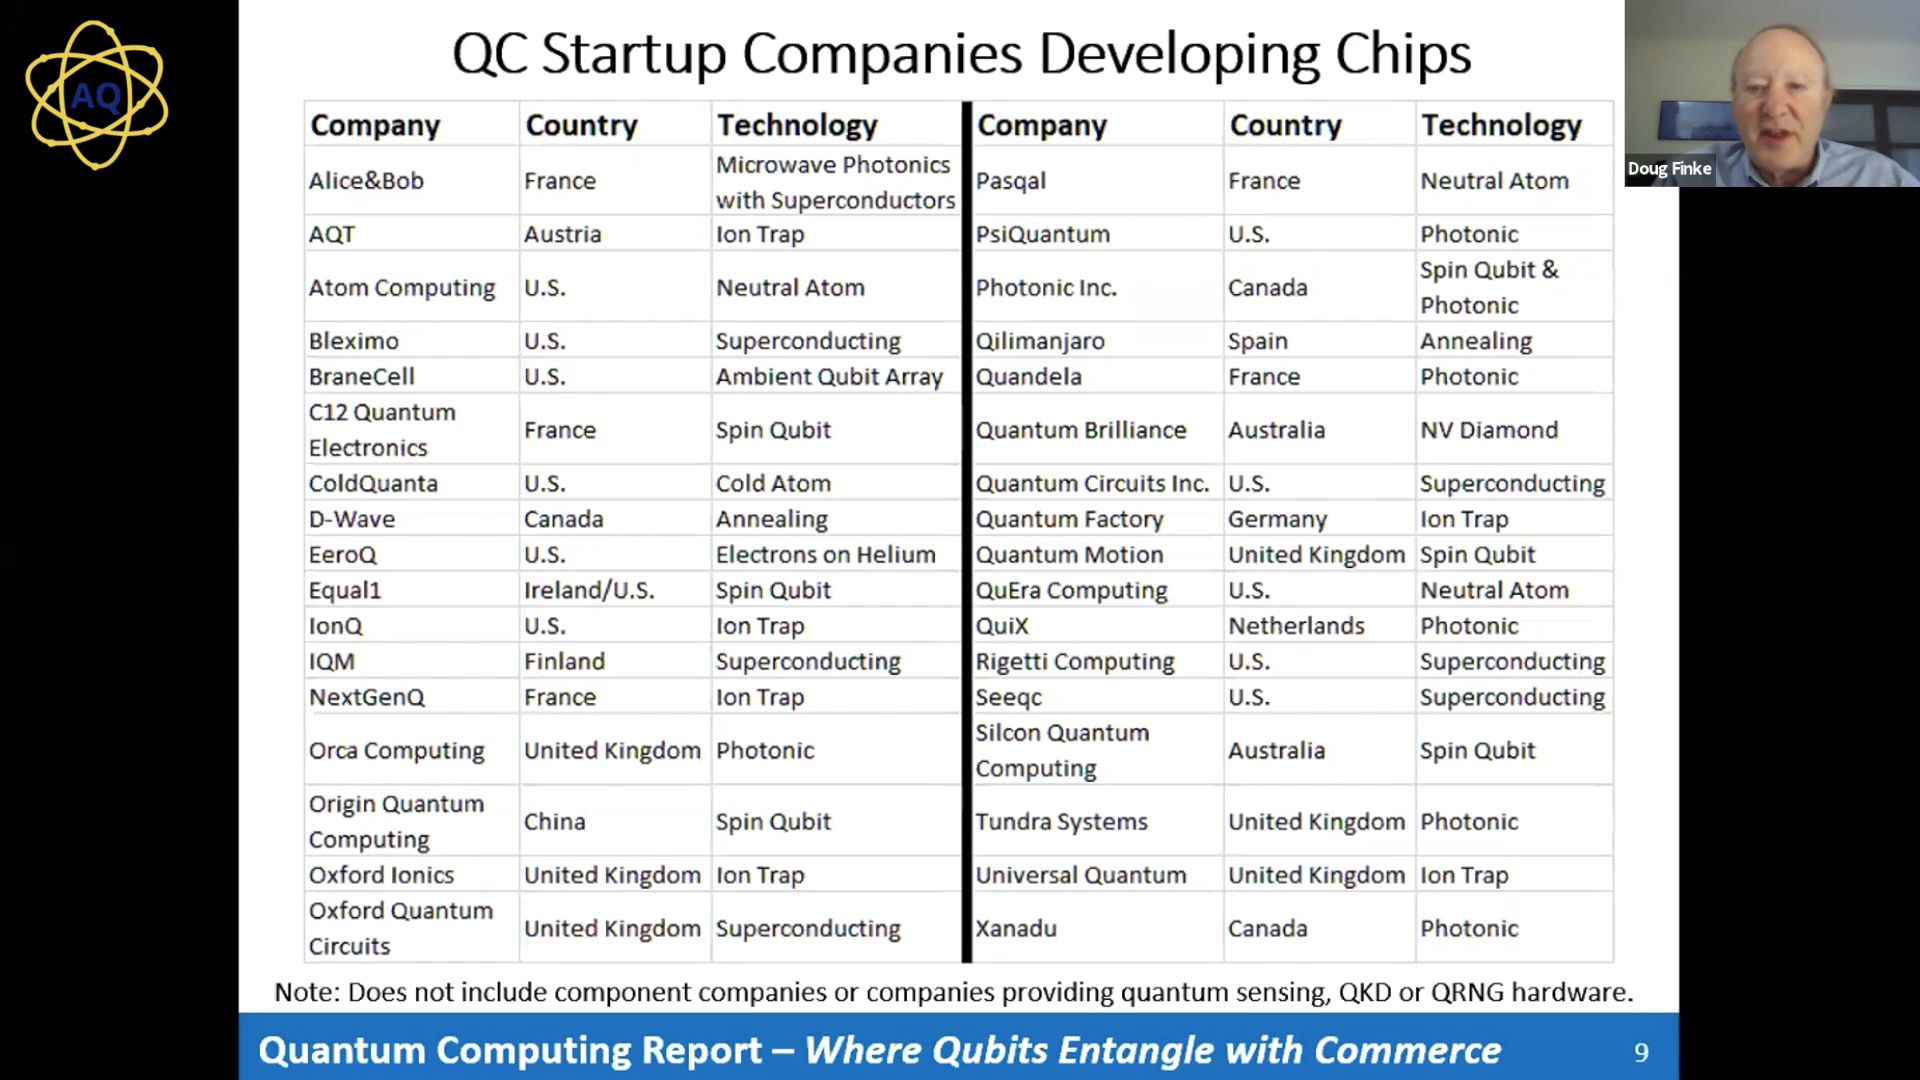 AQ
QC Startup Companies Developing Chips
Doug Finke
Company Country Technology Company Country Technology
Alice&Bob France Microwave Photonics with Superconductors Pasqal France Neutral Atom
AQT Austria Ion Trap PsiQuantum U.S. Photonic
Atom Computing U.S. Neutral Atom Photonic Inc. Canada Spin Qubit & Photonic
Bleximo U.S. Superconducting Qilimanjaro Spain Annealing
BraneCell U.S. Ambient Qubit Array Quandela France Photonic
C12 Quantum Electronics France Spin Qubit Quantum Brilliance Australia NV Diamond
ColdQuanta U.S. Cold Atom Quantum Circuits Inc. U.S. Superconducting
D-Wave Canada Annealing Quantum Factory Germany Ion Trap
EeroQ U.S. Electrons on Helium Quantum Motion United Kingdom Spin Qubit
Equal1 Ireland/U.S. Spin Qubit QuEra Computing U.S. Neutral Atom
IonQ U.S. Ion Trap QuiX Netherlands Photonic
IQM Finland Superconducting Rigetti Computing U.S. Superconducting
NextGenQ France Ion Trap Seeqc U.S. Superconducting
Orca Computing United Kingdom Photonic Silcon Quantum Computing Australia Spin Qubit
Origin Quantum Computing China Spin Qubit Tundra Systems United Kingdom Photonic
Oxford Ionics United Kingdom Ion Trap Universal Quantum United Kingdom Ion Trap
Oxford Quantum Circuits United Kingdom Superconducting Xanadu Canada Photonic
Note: Does not include component companies or companies providing quantum sensing, QKD or QRNG hardware.
Quantum Computing Report – Where Qubits Entangle with Commerce 9